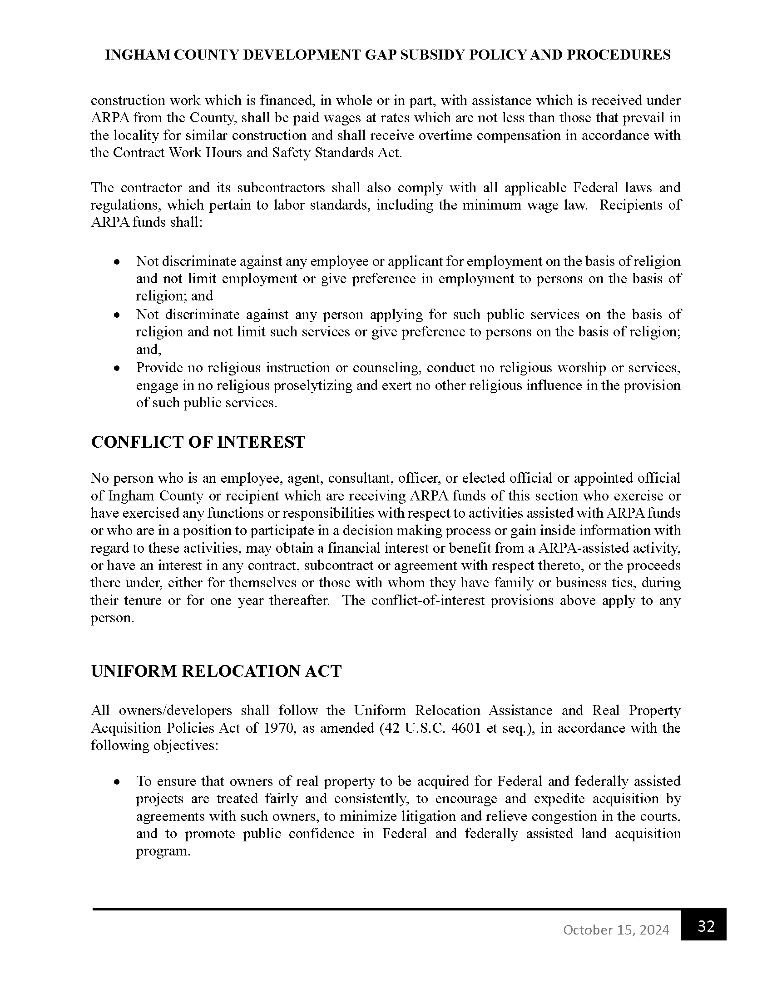 INGHAM COUNTY DEVELOPMENT GAP SUBSIDY POLICY AND PROCEDURES
construction work which is financed, in whole or in part, with assistance which is received under
ARPA from the County, shall be paid wages at rates which are not less than those that prevail in
the locality for similar construction and shall receive overtime compensation in accordance with
the Contract Work Hours and Safety Standards Act.
The contractor and its subcontractors shall also comply with all applicable Federal laws and
regulations, which pertain to labor standards, including the minimum wage law. Recipients of
ARPA funds shall:
• Not discriminate against any employee or applicant for employment on the basis of religion
and not limit employment or give preference in employment to persons on the basis of
religion; and
• Not discriminate against any person applying for such public services on the basis of
religion and not limit such services or give preference to persons on the basis of religion;
and,
• Provide no religious instruction or counseling, conduct no religious worship or services,
engage in no religious proselytizing and exert no other religious influence in the provision
of such public services.
CONFLICT OF INTEREST
No person who is an employee, agent, consultant, officer, or elected official or appointed official
of Ingham County or recipient which are receiving ARPA funds of this section who exercise or
have exercised any functions or responsibilities with respect to activities assisted with ARPA funds
or who are in a position to participate in a decision making process or gain inside information with
regard to these activities, may obtain a financial interest or benefit from a ARPA-assisted activity,
or have an interest in any contract, subcontract or agreement with respect thereto, or the proceeds
there under, either for themselves or those with whom they have family or business ties, during
their tenure or for one year thereafter. The conflict-of-interest provisions above apply to any
person.
UNIFORM RELOCATION ACT
All owners/developers shall follow the Uniform Relocation Assistance and Real Property
Acquisition Policies Act of 1970, as amended (42 U.S.C. 4601 et seq.), in accordance with the
following objectives:
• To ensure that owners of real property to be acquired for Federal and federally assisted
projects are treated fairly and consistently, to encourage and expedite acquisition by
agreements with such owners, to minimize litigation and relieve congestion in the courts,
and to promote public confidence in Federal and federally assisted land acquisition
program.
October 15, 2024
32